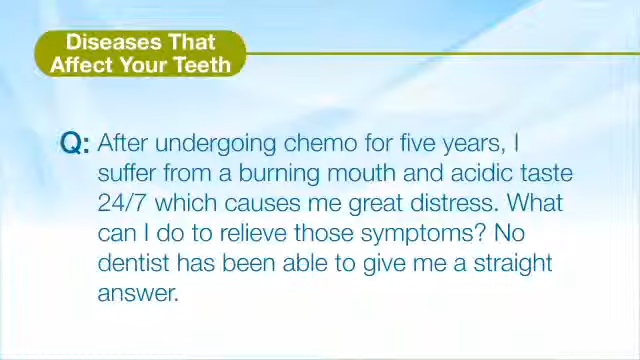 Diseases That
Affect Your Teeth
Q: After undergoing chemo for five years, I
suffer from a burning mouth and acidic taste
24/7 which causes me great distress. What
can I do to relieve those symptoms? No
dentist has been able to give me a straight
answer.